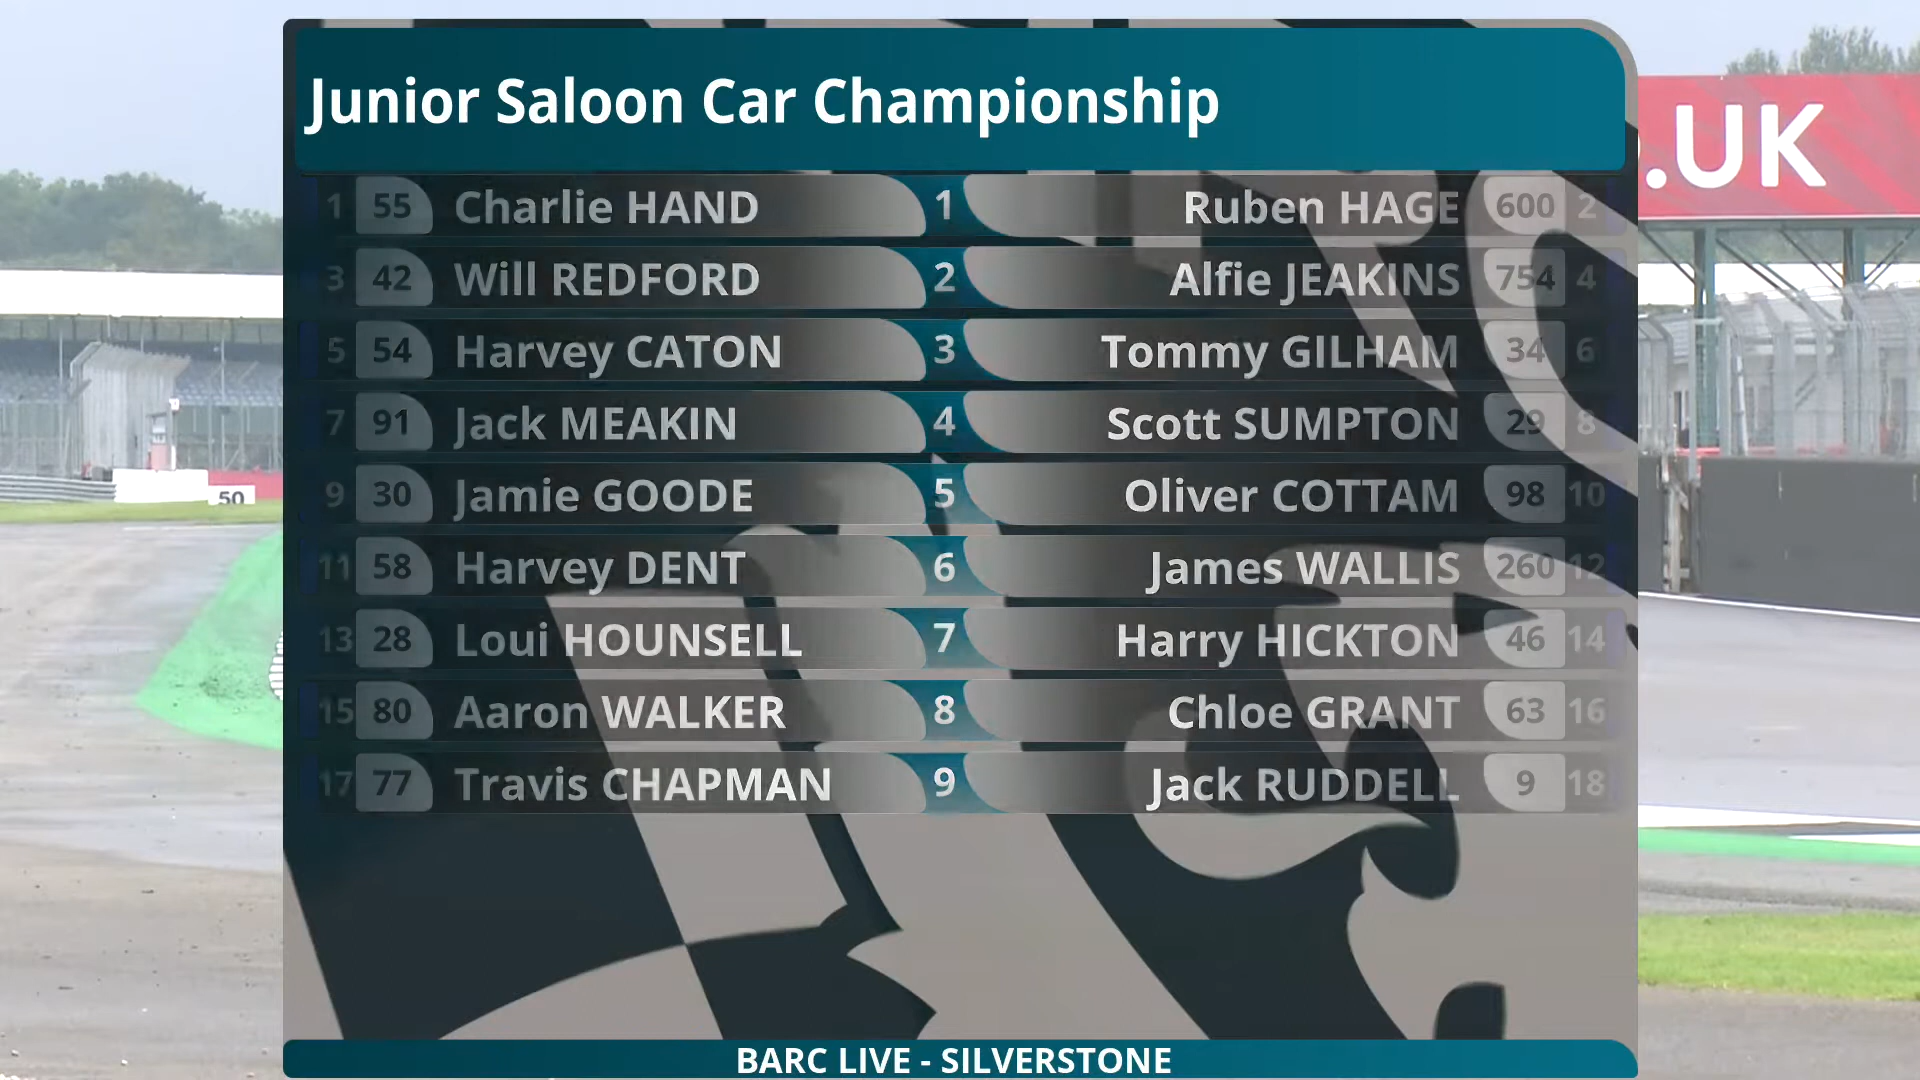 Junior Saloon Car Championship
.UK
1 55 Charlie HAND 1 Ruben HAGE 600 2
3 42 Will REDFORD 2 Alfie JEAKINS 754 4
5 54 Harvey CATON 3 Tommy GILHAM 34 6
7 91 Jack MEAKIN 4 Scott SUMPTON 29 8
9 30 Jamie GOODE 5 Oliver COTTAM 98 10
50
11 58 Harvey DENT 6 James WALLIS 260 12
13 28 Loui HOUNSELL 7 Harry HICKTON 46 14
15 80 Aaron WALKER 8 Chloe GRANT 63 16
17 77 Travis CHAPMAN 9 Jack RUDDELL 9 18
BARC LIVE - SILVERSTONE